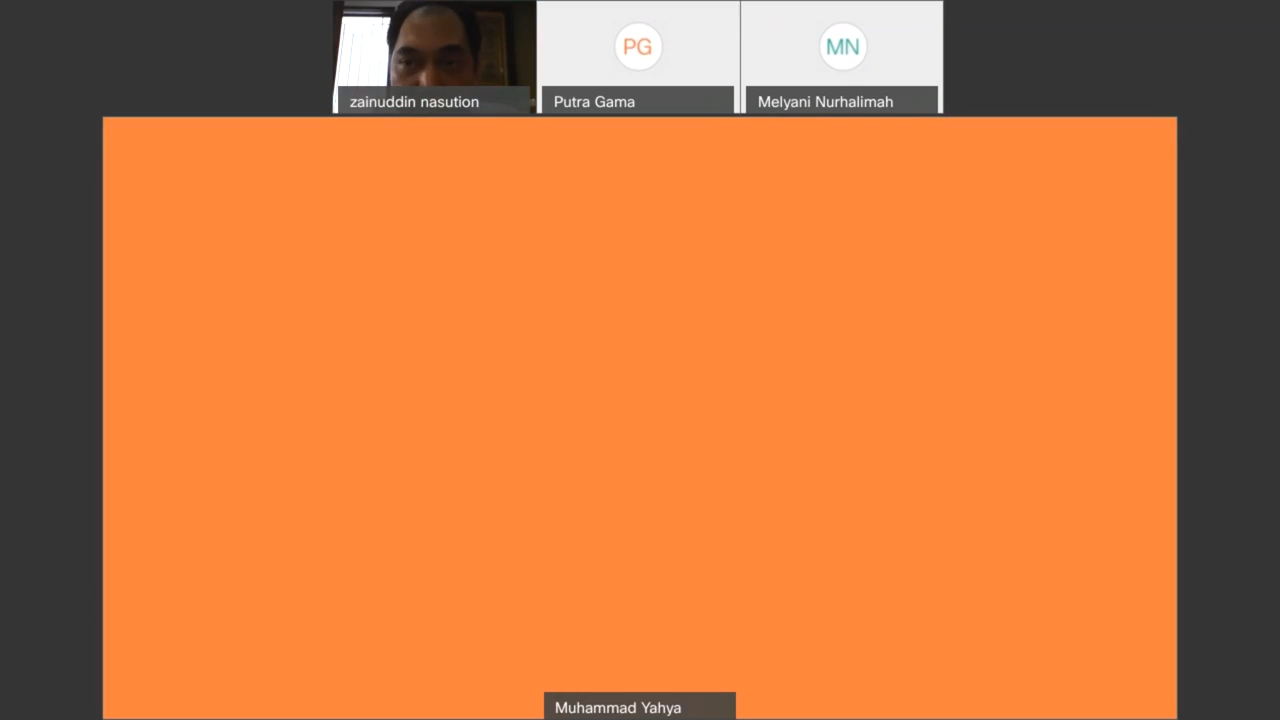 PG
MN
zainuddin nasution
Putra Gama
Melyani Nurhalimah
Muhammad Yahya